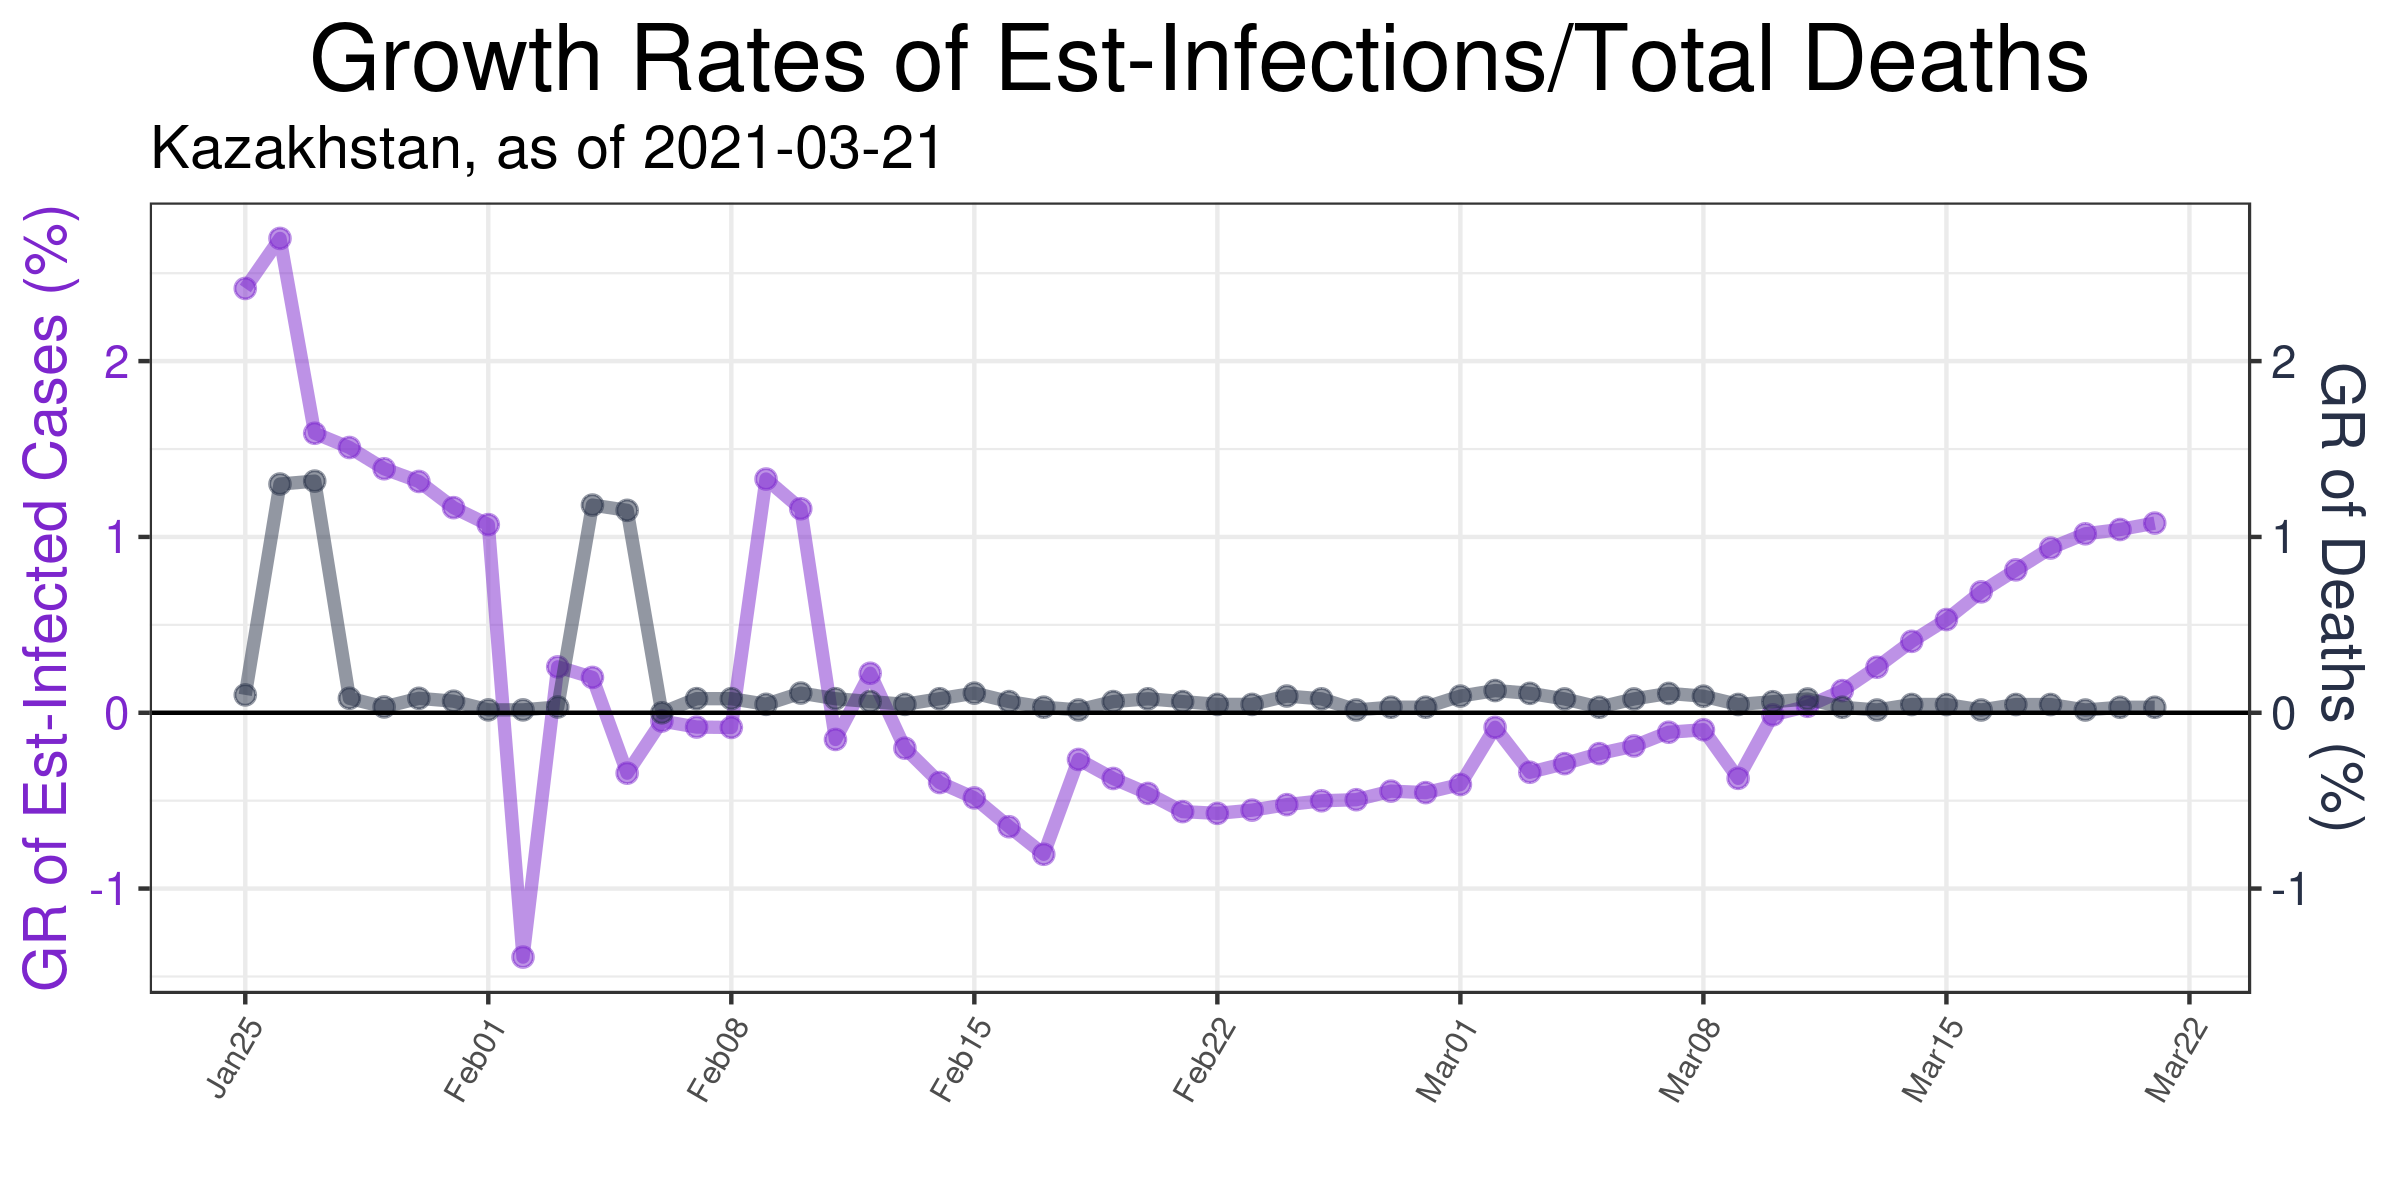 Growth Rates of Est-Infections/Total Deaths
Kazakhstan, as of 2021-03-21
GR of Est-Infected Cases (%)
2
1
0
-1
2
1
0
-1
GR of Deaths (%)
Jan25
Feb01
Feb08
Feb15
Feb22
Mar01
Mar08
Mar15
Mar22